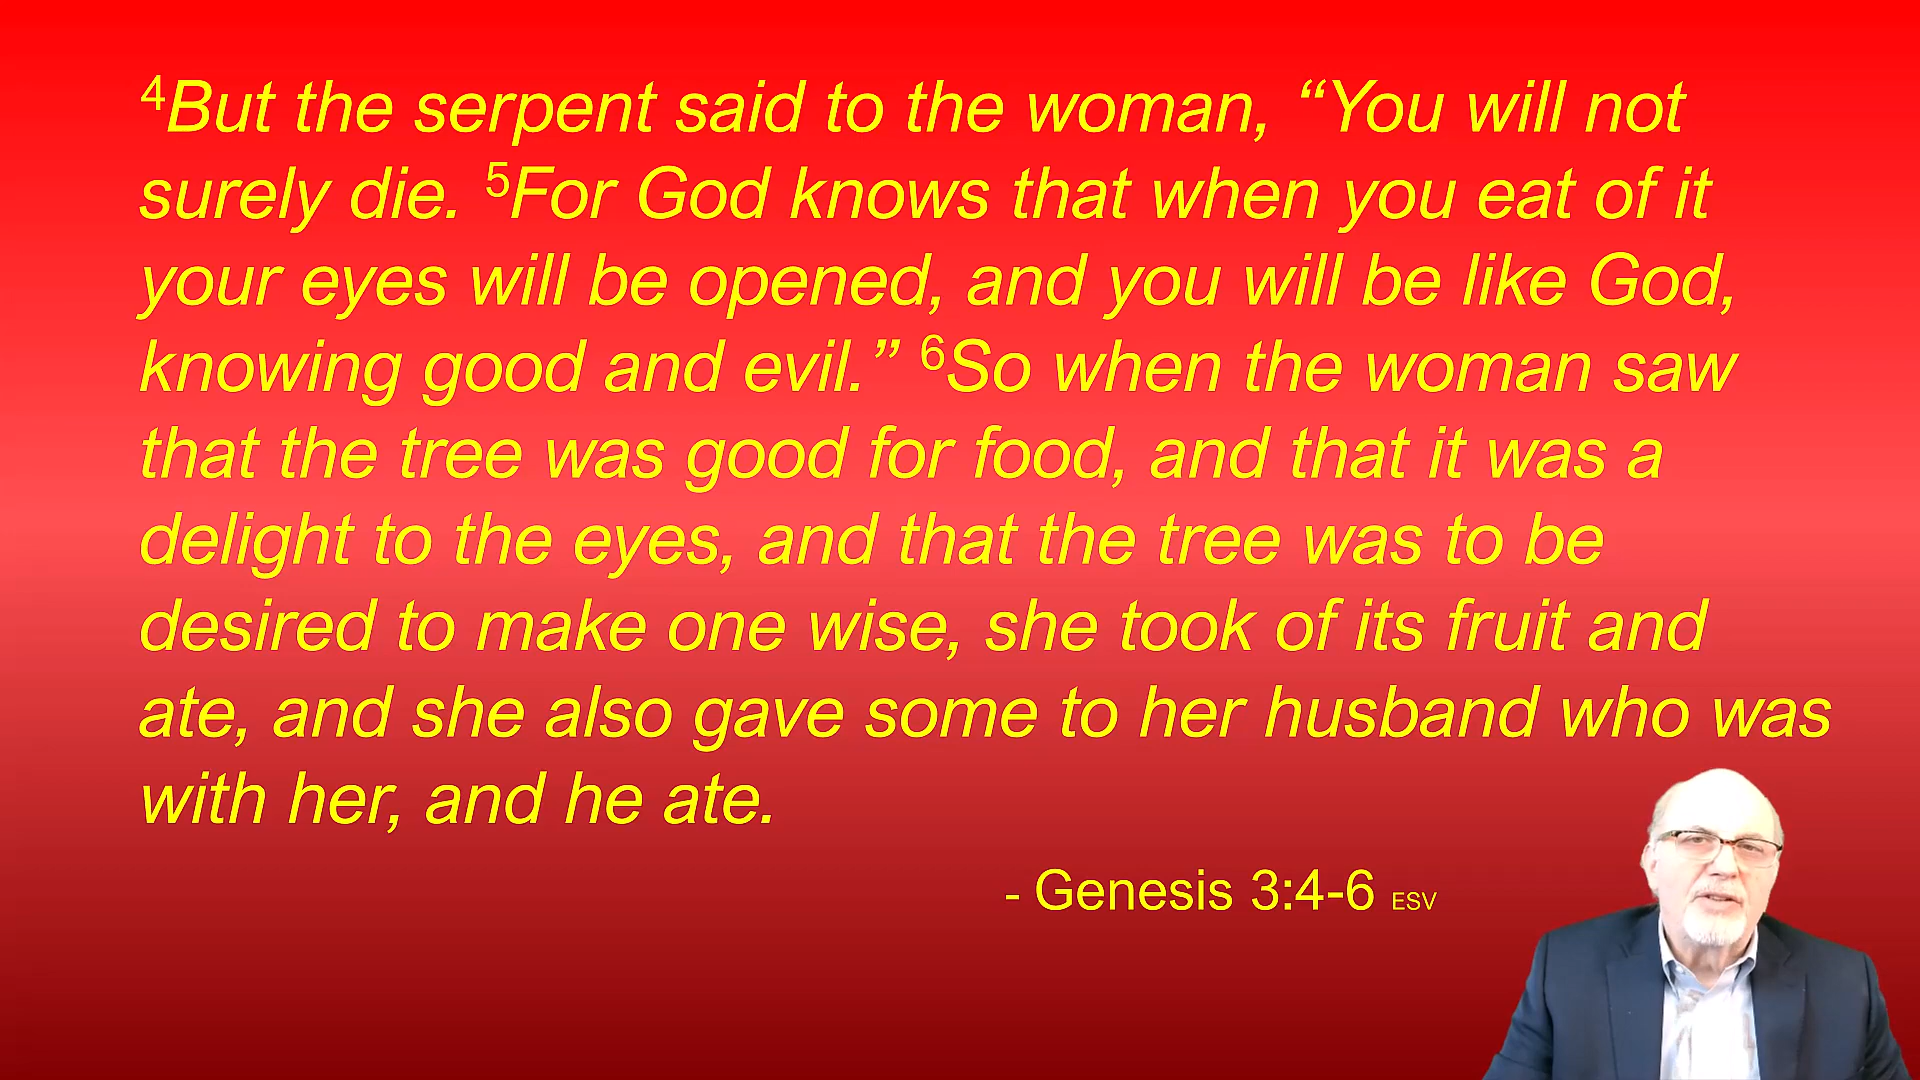 ⁴But the serpent said to the woman, “You will not
surely die. ⁵For God knows that when you eat of it
your eyes will be opened, and you will be like God,
knowing good and evil.” ⁶So when the woman saw
that the tree was good for food, and that it was a
delight to the eyes, and that the tree was to be
desired to make one wise, she took of its fruit and
ate, and she also gave some to her husband who was
with her, and he ate.
- Genesis 3:4-6 ESV